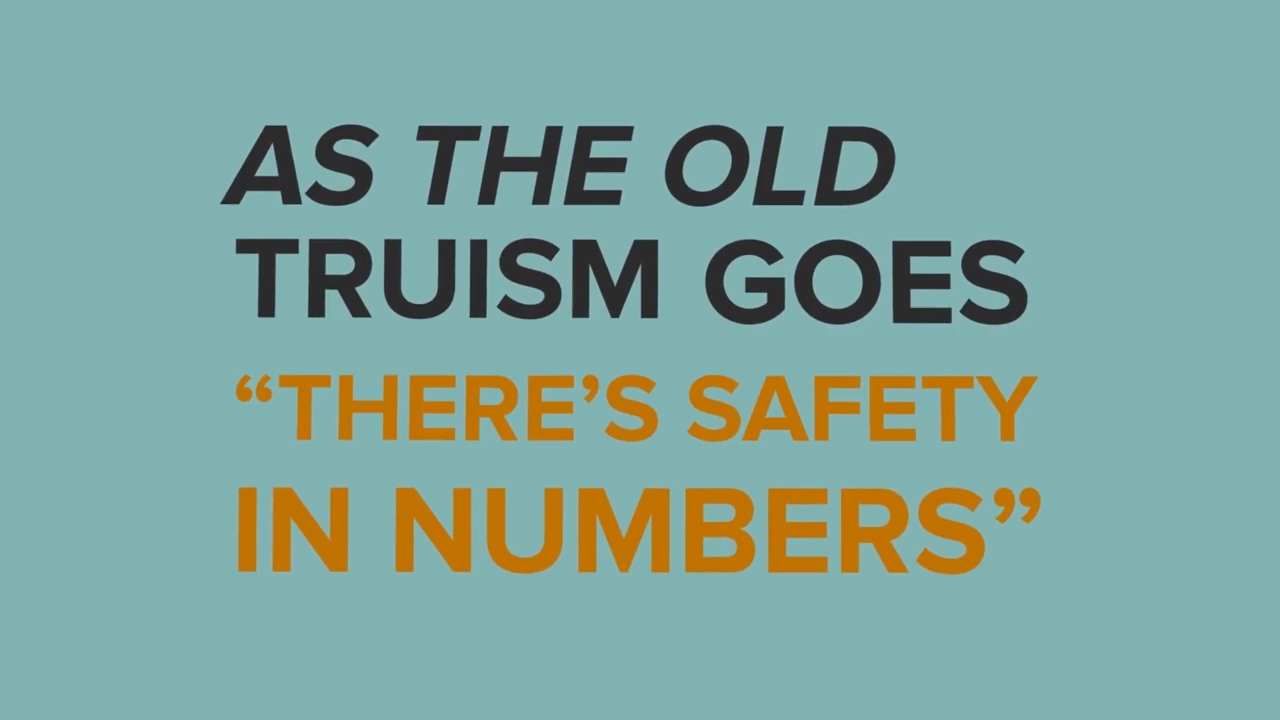 AS THE OLD
TRUISM GOES
“THERE’S SAFETY
IN NUMBERS”